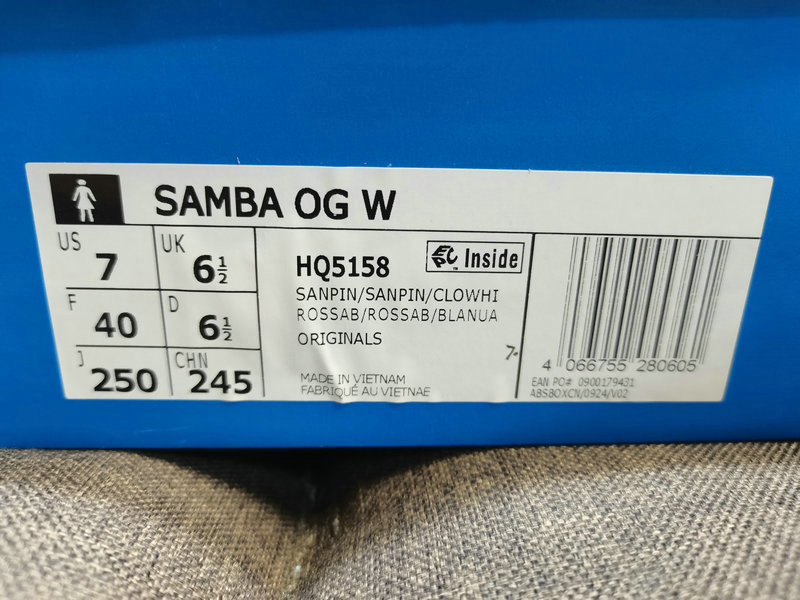 SAMBA OG W
US 7 UK 6½
F 40 D 6½
J 250 CHN 245
HQ5158 EPC™ Inside
SANPIN/SANPIN/CLOWHI
ROSSAB/ROSSAB/BLANUA
ORIGINALS
7-
MADE IN VIETNAM
FABRIQUÉ AU VIETNAE
4 066755 280605
EAN PO# 0900179431
ABSBOXCN/0924/V02